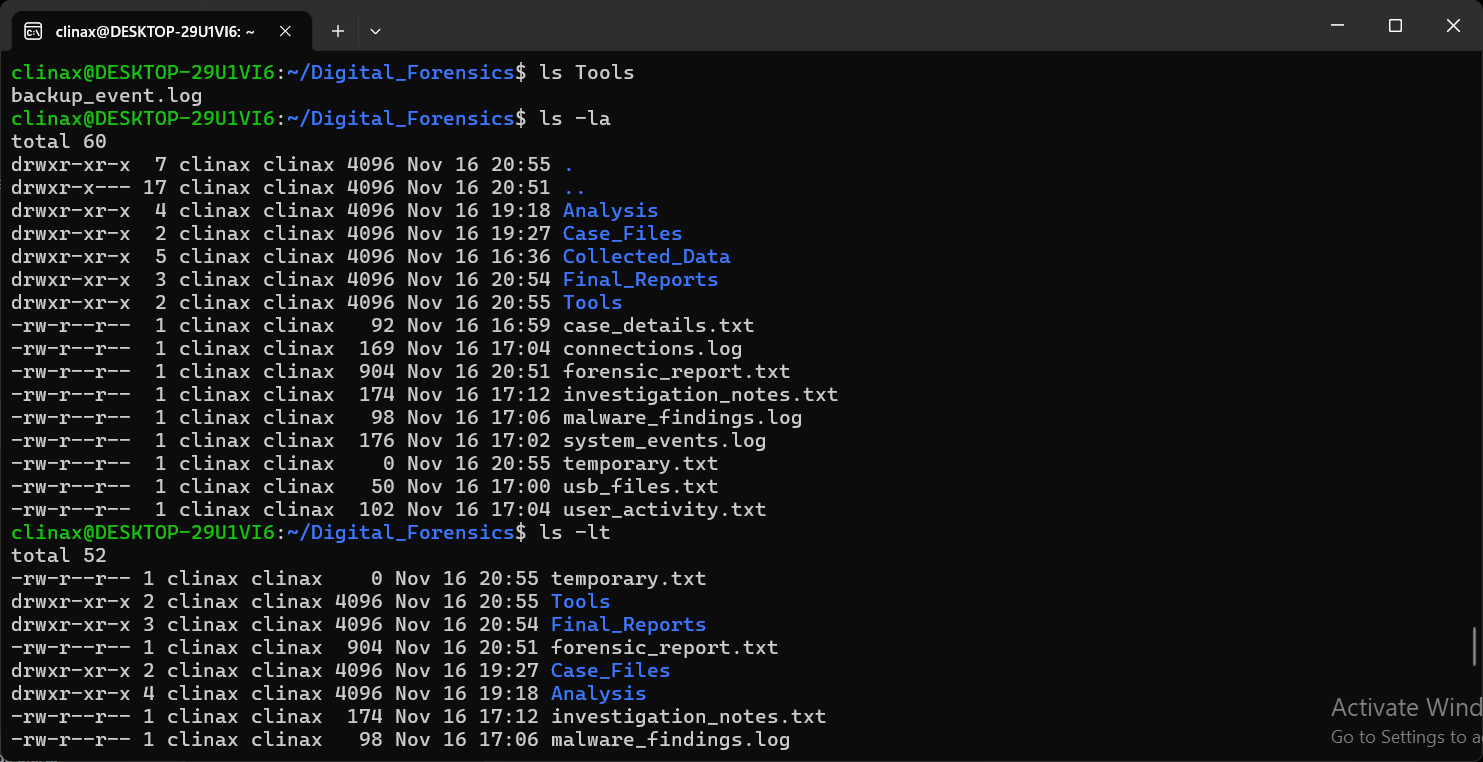 clinax@DESKTOP-29U1VI6: ~
clinax@DESKTOP-29U1VI6:~/Digital_Forensics$ ls Tools
backup_event.log
clinax@DESKTOP-29U1VI6:~/Digital_Forensics$ ls -la
total 60
drwxr-xr-x  7 clinax clinax 4096 Nov 16 20:55 .
drwxr-x--- 17 clinax clinax 4096 Nov 16 20:51 ..
drwxr-xr-x  4 clinax clinax 4096 Nov 16 19:18 Analysis
drwxr-xr-x  2 clinax clinax 4096 Nov 16 19:27 Case_Files
drwxr-xr-x  5 clinax clinax 4096 Nov 16 16:36 Collected_Data
drwxr-xr-x  3 clinax clinax 4096 Nov 16 20:54 Final_Reports
drwxr-xr-x  2 clinax clinax 4096 Nov 16 20:55 Tools
-rw-r--r--  1 clinax clinax   92 Nov 16 16:59 case_details.txt
-rw-r--r--  1 clinax clinax  169 Nov 16 17:04 connections.log
-rw-r--r--  1 clinax clinax  904 Nov 16 20:51 forensic_report.txt
-rw-r--r--  1 clinax clinax  174 Nov 16 17:12 investigation_notes.txt
-rw-r--r--  1 clinax clinax   98 Nov 16 17:06 malware_findings.log
-rw-r--r--  1 clinax clinax  176 Nov 16 17:02 system_events.log
-rw-r--r--  1 clinax clinax    0 Nov 16 20:55 temporary.txt
-rw-r--r--  1 clinax clinax   50 Nov 16 17:00 usb_files.txt
-rw-r--r--  1 clinax clinax  102 Nov 16 17:04 user_activity.txt
clinax@DESKTOP-29U1VI6:~/Digital_Forensics$ ls -lt
total 52
-rw-r--r-- 1 clinax clinax    0 Nov 16 20:55 temporary.txt
drwxr-xr-x 2 clinax clinax 4096 Nov 16 20:55 Tools
drwxr-xr-x 3 clinax clinax 4096 Nov 16 20:54 Final_Reports
-rw-r--r-- 1 clinax clinax  904 Nov 16 20:51 forensic_report.txt
drwxr-xr-x 2 clinax clinax 4096 Nov 16 19:27 Case_Files
drwxr-xr-x 4 clinax clinax 4096 Nov 16 19:18 Analysis
-rw-r--r-- 1 clinax clinax  174 Nov 16 17:12 investigation_notes.txt
-rw-r--r-- 1 clinax clinax   98 Nov 16 17:06 malware_findings.log
Activate Wind
Go to Settings to a